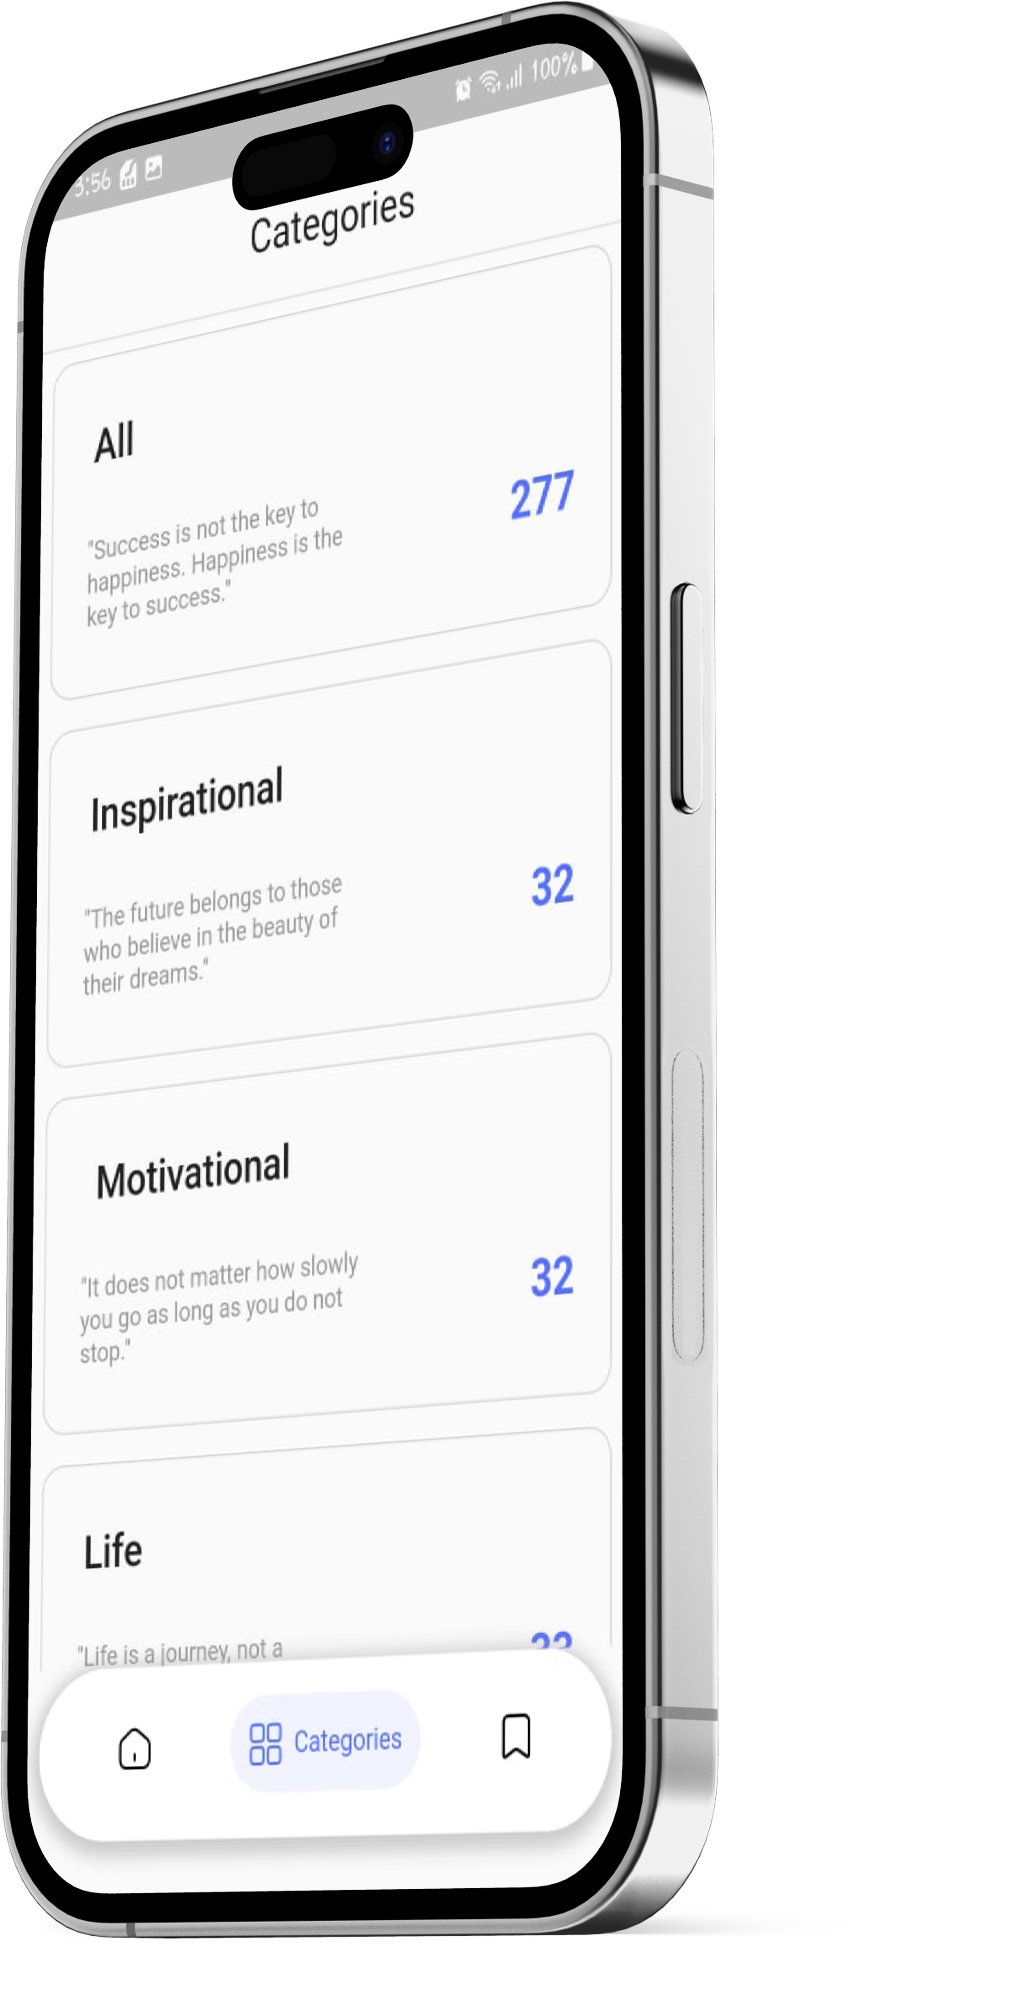 :56
100%
Categories
All
277
"Success is not the key to
happiness. Happiness is the
key to success."
Inspirational
32
"The future belongs to those
who believe in the beauty of
their dreams."
Motivational
32
"It does not matter how slowly
you go as long as you do not
stop."
Life
"Life is a journey, not a
Categories